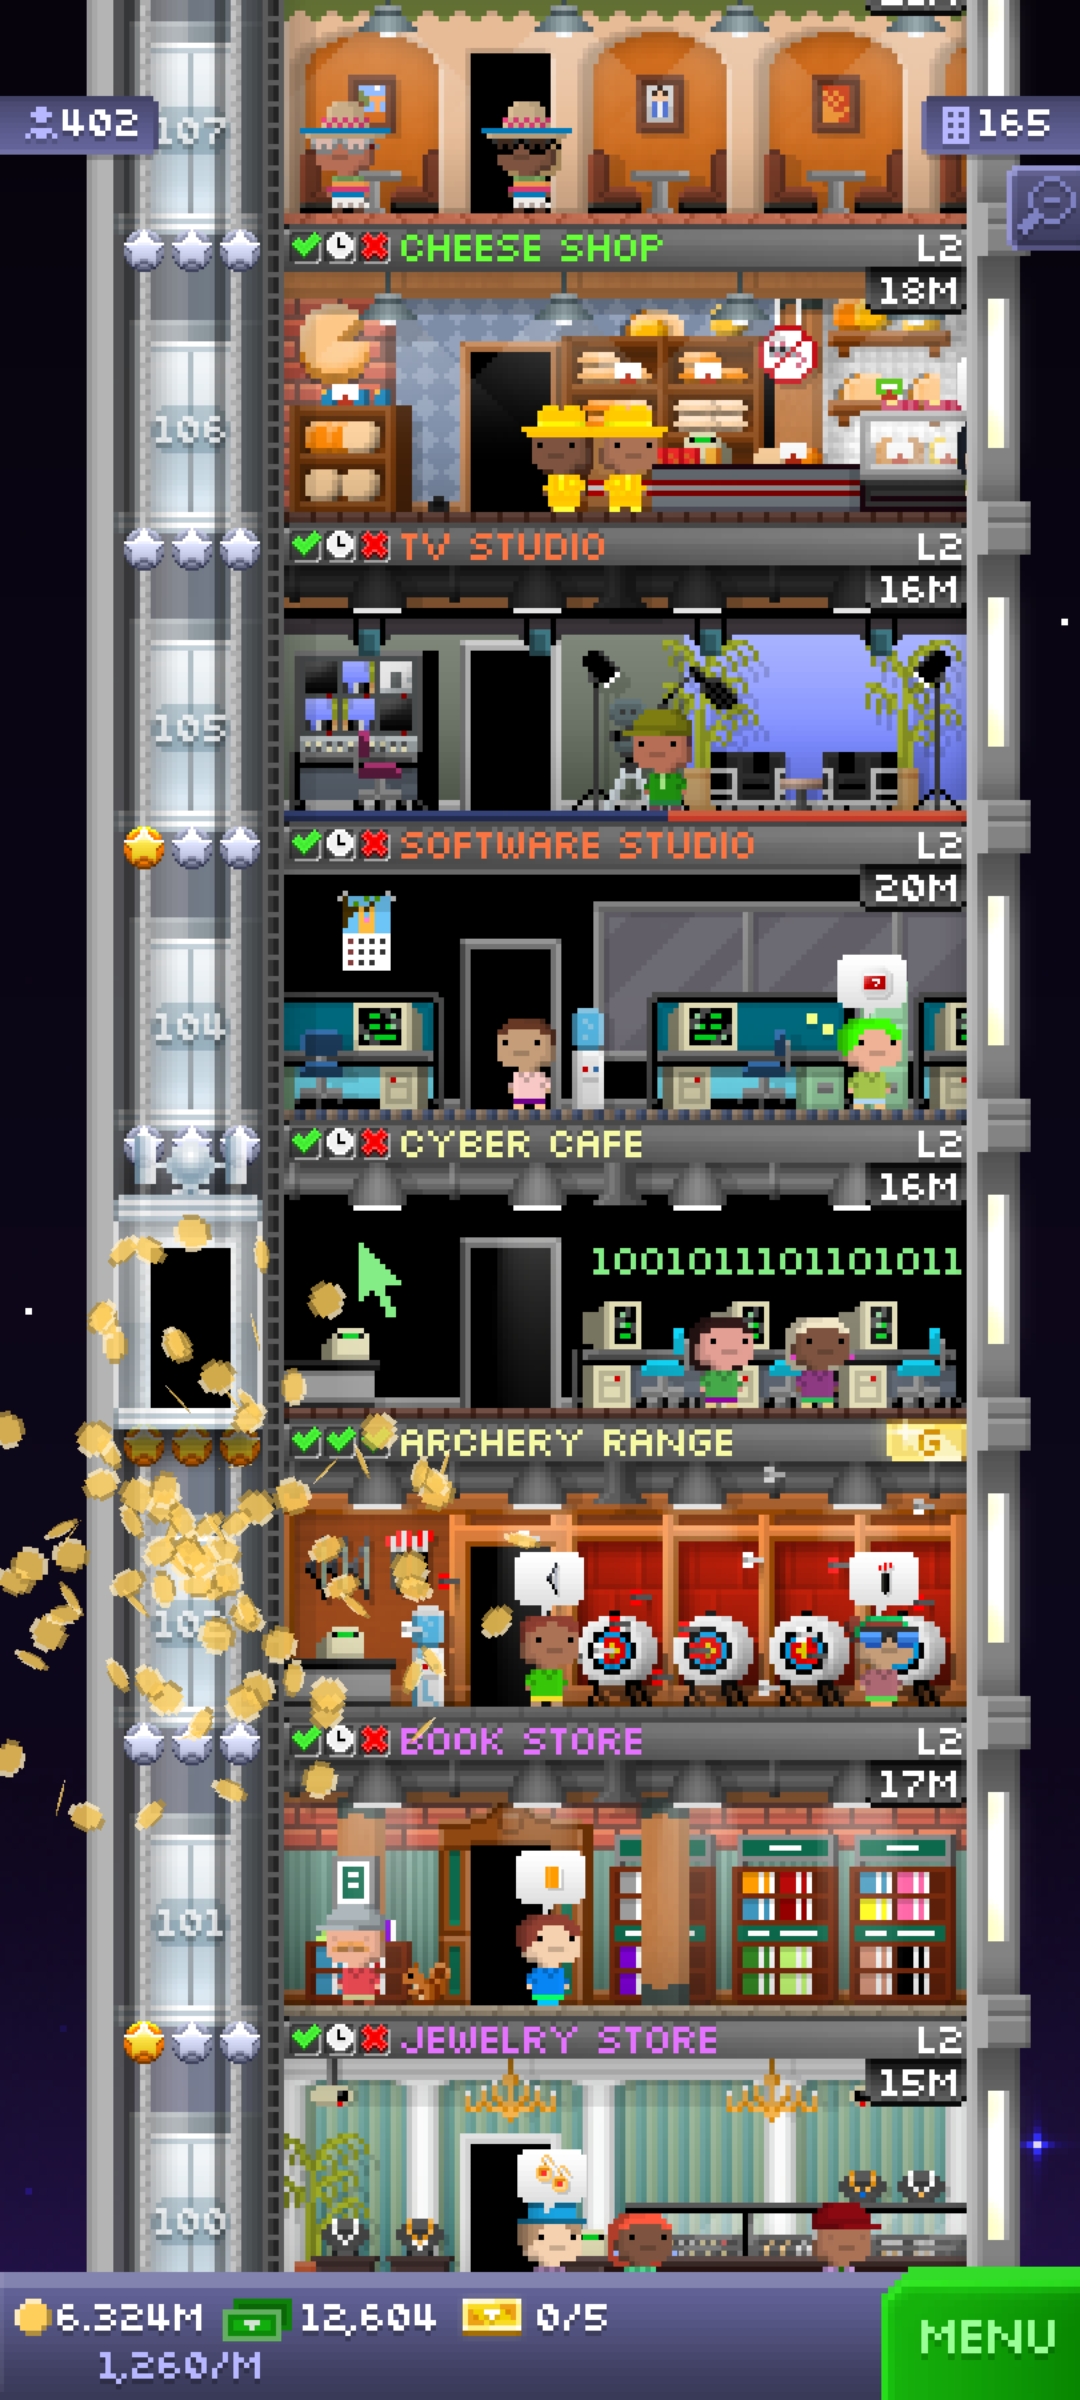 402
107
165
CHEESE SHOP L2
18M
106
TV STUDIO L2
16M
105
SOFTWARE STUDIO L2
20M
?
104
CYBER CAFE L2
16M
1001011101101011
ARCHERY RANGE G
BOOK STORE L2
17M
8
101
JEWELRY STORE L2
15M
100
6.324M 12,604 0/5
1,260/M
MENU